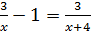 3/x − 1 = 3/(x+4)